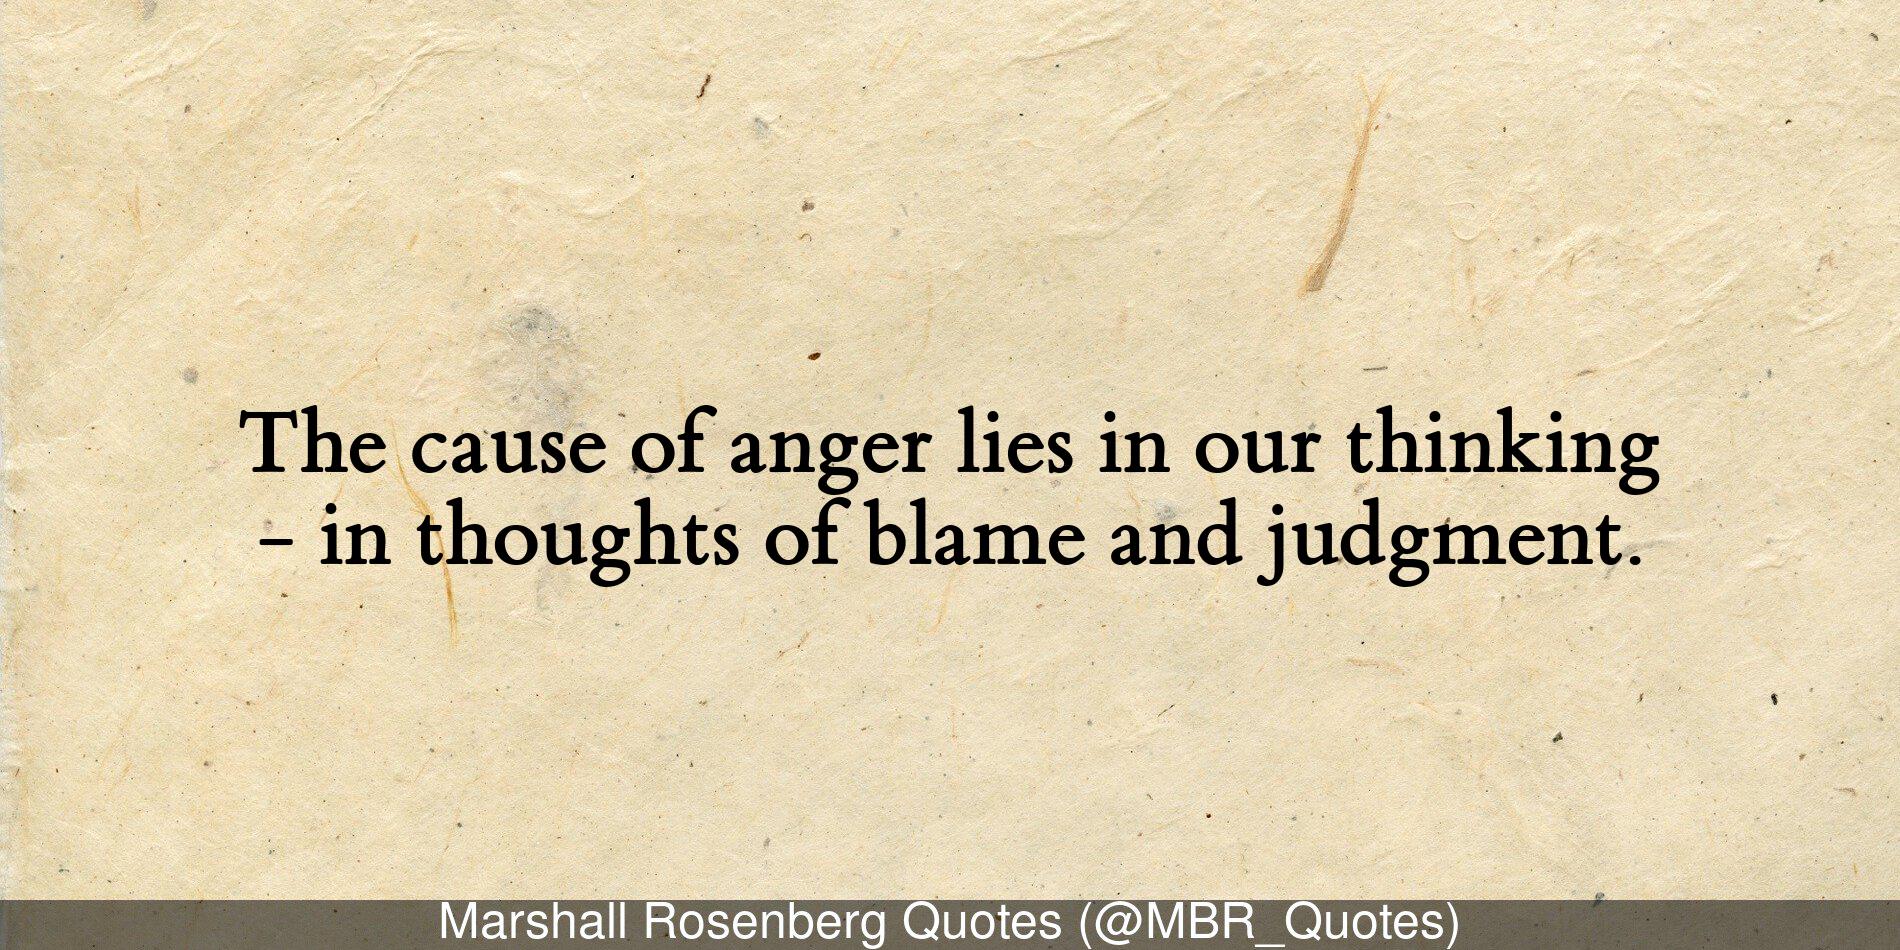 The cause of anger lies in our thinking
– in thoughts of blame and judgment.
Marshall Rosenberg Quotes (@MBR_Quotes)